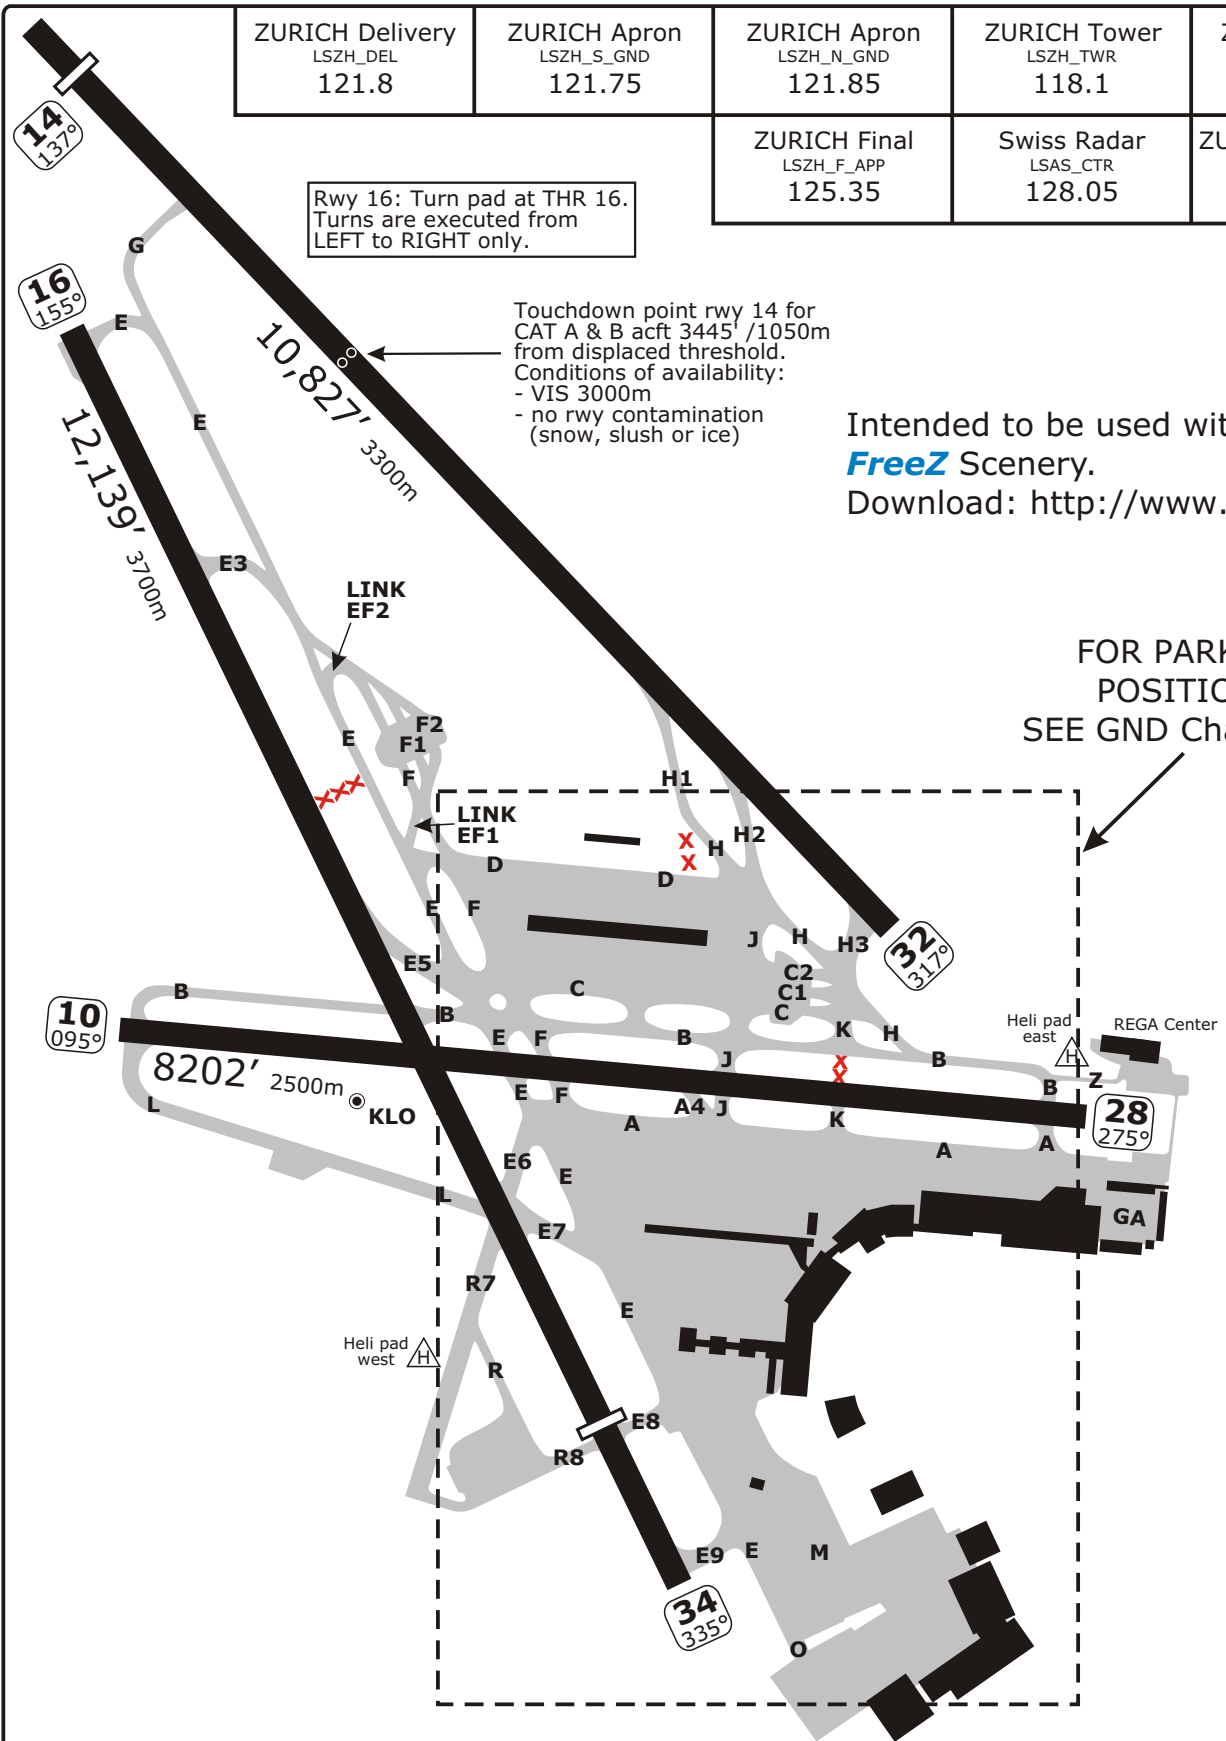 ZURICH Delivery
LSZH_DEL
121.8
ZURICH Apron
LSZH_S_GND
121.75
ZURICH Apron
LSZH_N_GND
121.85
ZURICH Tower
LSZH_TWR
118.1
ZURICH Final
LSZH_F_APP
125.35
Swiss Radar
LSAS_CTR
128.05
ZU
14
137°
Rwy 16: Turn pad at THR 16.
Turns are executed from
LEFT to RIGHT only.
G
16
155°
E
Touchdown point rwy 14 for
CAT A & B acft 3445' /1050m
from displaced threshold.
Conditions of availability:
- VIS 3000m
- no rwy contamination
(snow, slush or ice)
10,827' 3300m
E
12,139' 3700m
Intended to be used wit
FreeZ Scenery.
Download: http://www.
E3
LINK
EF2
FOR PARK
POSITIO
SEE GND Cha
F2
F1
E
F
H1
X X X
LINK
EF1
X
X
H
H2
D
D
E
F
J
H
H3
32
317°
E5
C2
C1
C
C
B
B
10
095°
E
F
B
K
H
B
J
X
X
Heli pad
east
H
REGA Center
8202' 2500m
KLO
L
E
F
A
A4
J
K
A
B
Z
A
28
275°
E6
E
L
E7
GA
R7
E
Heli pad
west
H
R
E8
R8
E9
E
M
34
335°
O